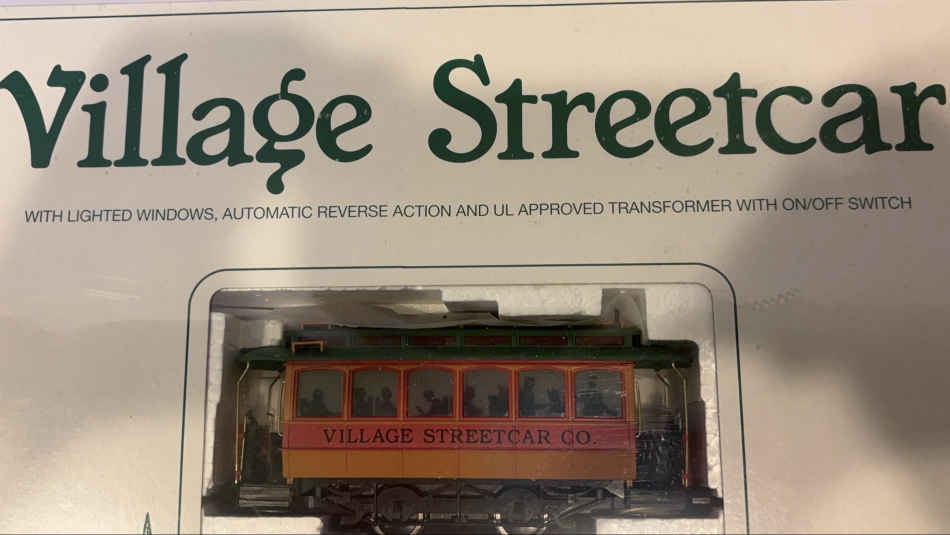 Village Streetcar
WITH LIGHTED WINDOWS, AUTOMATIC REVERSE ACTION AND UL APPROVED TRANSFORMER WITH ON/OFF SWITCH
VILLAGE STREETCAR CO.